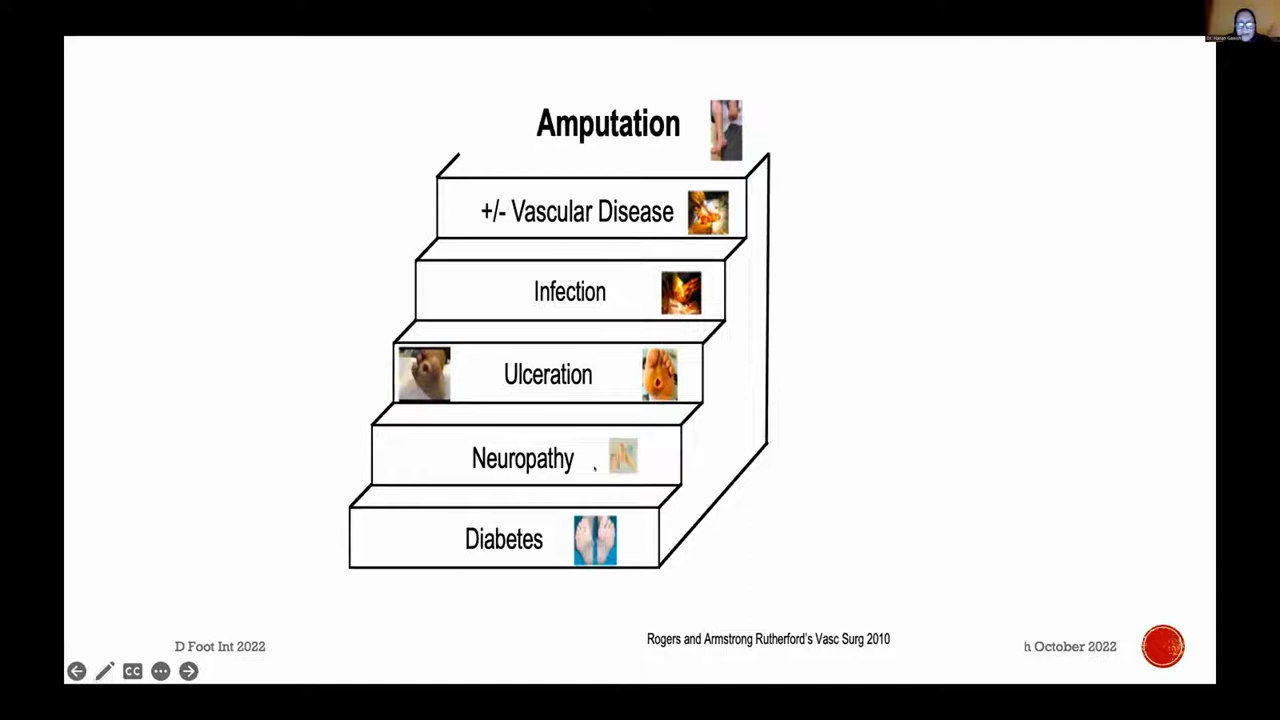 Amputation
+/- Vascular Disease
Infection
Ulceration
Neuropathy
Diabetes
Rogers and Armstrong Rutherford's Vasc Surg 2010
D Foot Int 2022
h October 2022
CC